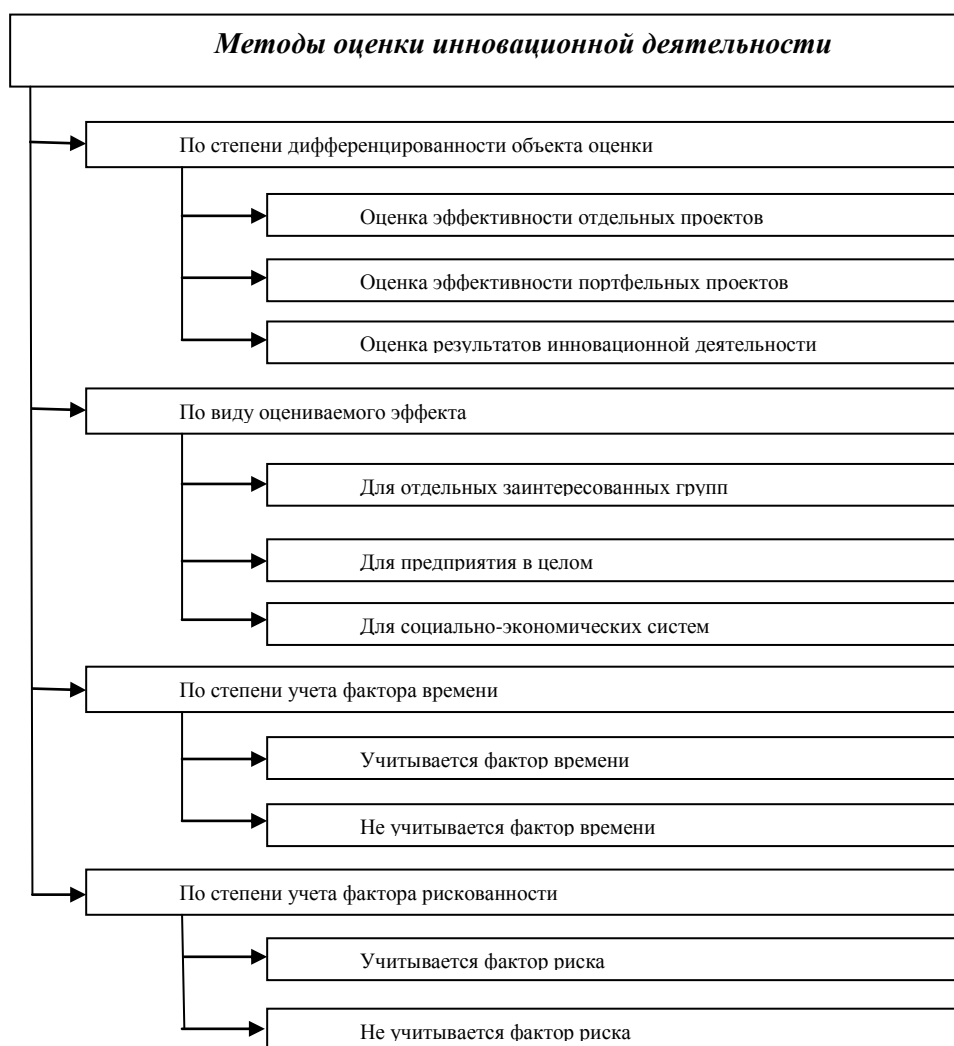 Методы оценки инновационной деятельности
По степени дифференцированности объекта оценки
Оценка эффективности отдельных проектов
Оценка эффективности портфельных проектов
Оценка результатов инновационной деятельности
По виду оцениваемого эффекта
Для отдельных заинтересованных групп
Для предприятия в целом
Для социально-экономических систем
По степени учета фактора времени
Учитывается фактор времени
Не учитывается фактор времени
По степени учета фактора рискованности
Учитывается фактор риска
Не учитывается фактор риска